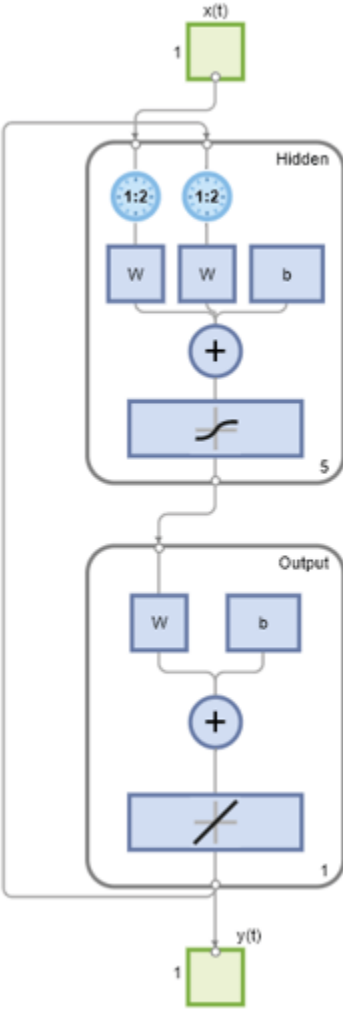 x(t)
1
Hidden
1:2 1:2
W W b
+
5
Output
W b
+
1
y(t)
1